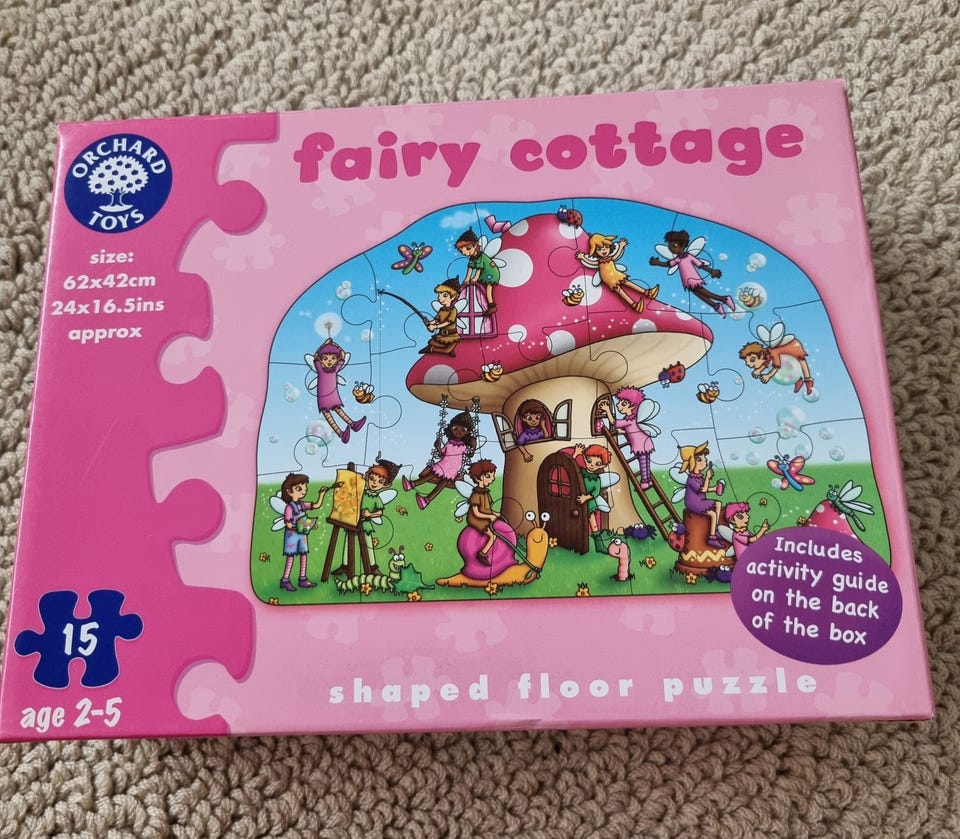 fairy cottage
ORCHARD
TOYS
size:
62x42cm
24x16.5ins
approx
15
age 2-5
Includes
activity guide
on the back
of the box
shaped floor puzzle